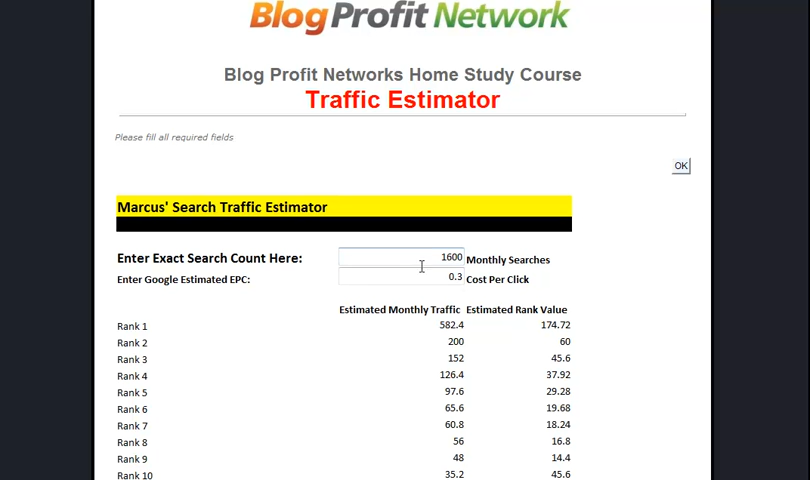 Blog Profit Network
Blog Profit Networks Home Study Course
Traffic Estimator
Please fill all required fields
OK
Marcus' Search Traffic Estimator
Enter Exact Search Count Here: 1600 Monthly Searches
Enter Google Estimated EPC: 0.3 Cost Per Click
Estimated Monthly Traffic Estimated Rank Value
Rank 1 582.4 174.72
Rank 2 200 60
Rank 3 152 45.6
Rank 4 126.4 37.92
Rank 5 97.6 29.28
Rank 6 65.6 19.68
Rank 7 60.8 18.24
Rank 8 56 16.8
Rank 9 48 14.4
Rank 10 35.2 45.6